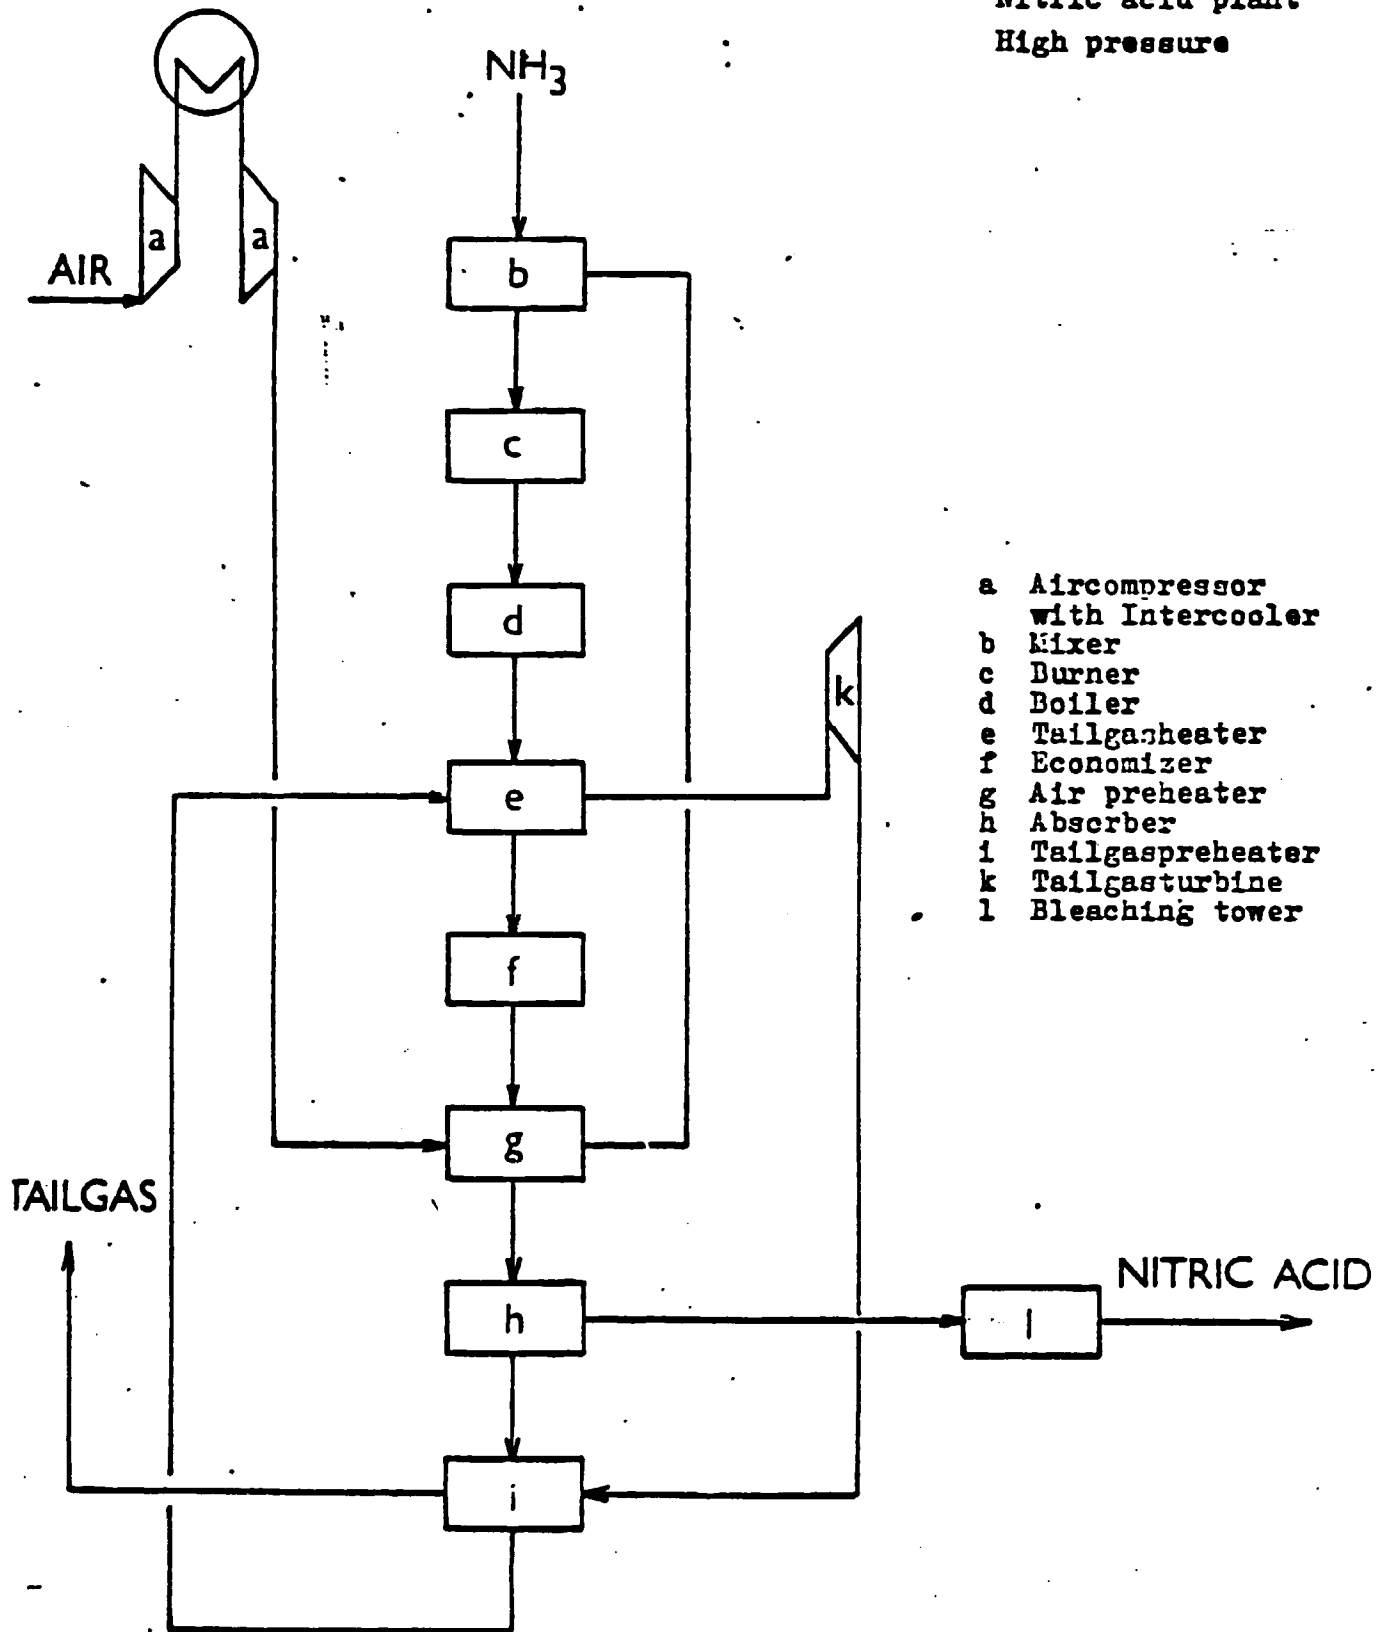 Nitric acid plant
High pressure
NH3
a
a
AIR
b
c
d
e
f
g
h
i
k
l
TAILGAS
NITRIC ACID
a Aircompressor
with Intercooler
b Mixer
c Burner
d Boiler
e Tailgasheater
f Economizer
g Air preheater
h Absorber
i Tailgaspreheater
k Tailgasturbine
l Bleaching tower